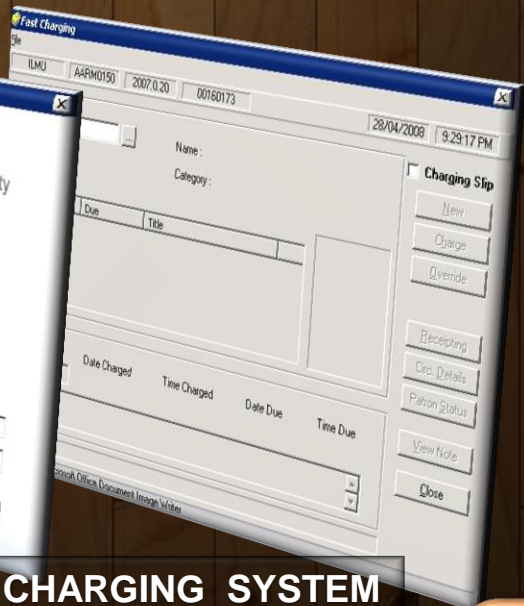 Fast Charging
File
ILMU AARM0150 2007.0.20 00160173
28/04/2008 9:29:17 PM
Name :
Category :
Charging Slip
New
Charge
Override
Due Title
Receipting
Circ. Details
Patron Status
View Note
Close
Date Charged Time Charged Date Due Time Due
Microsoft Office Document Image Writer
ty
CHARGING SYSTEM